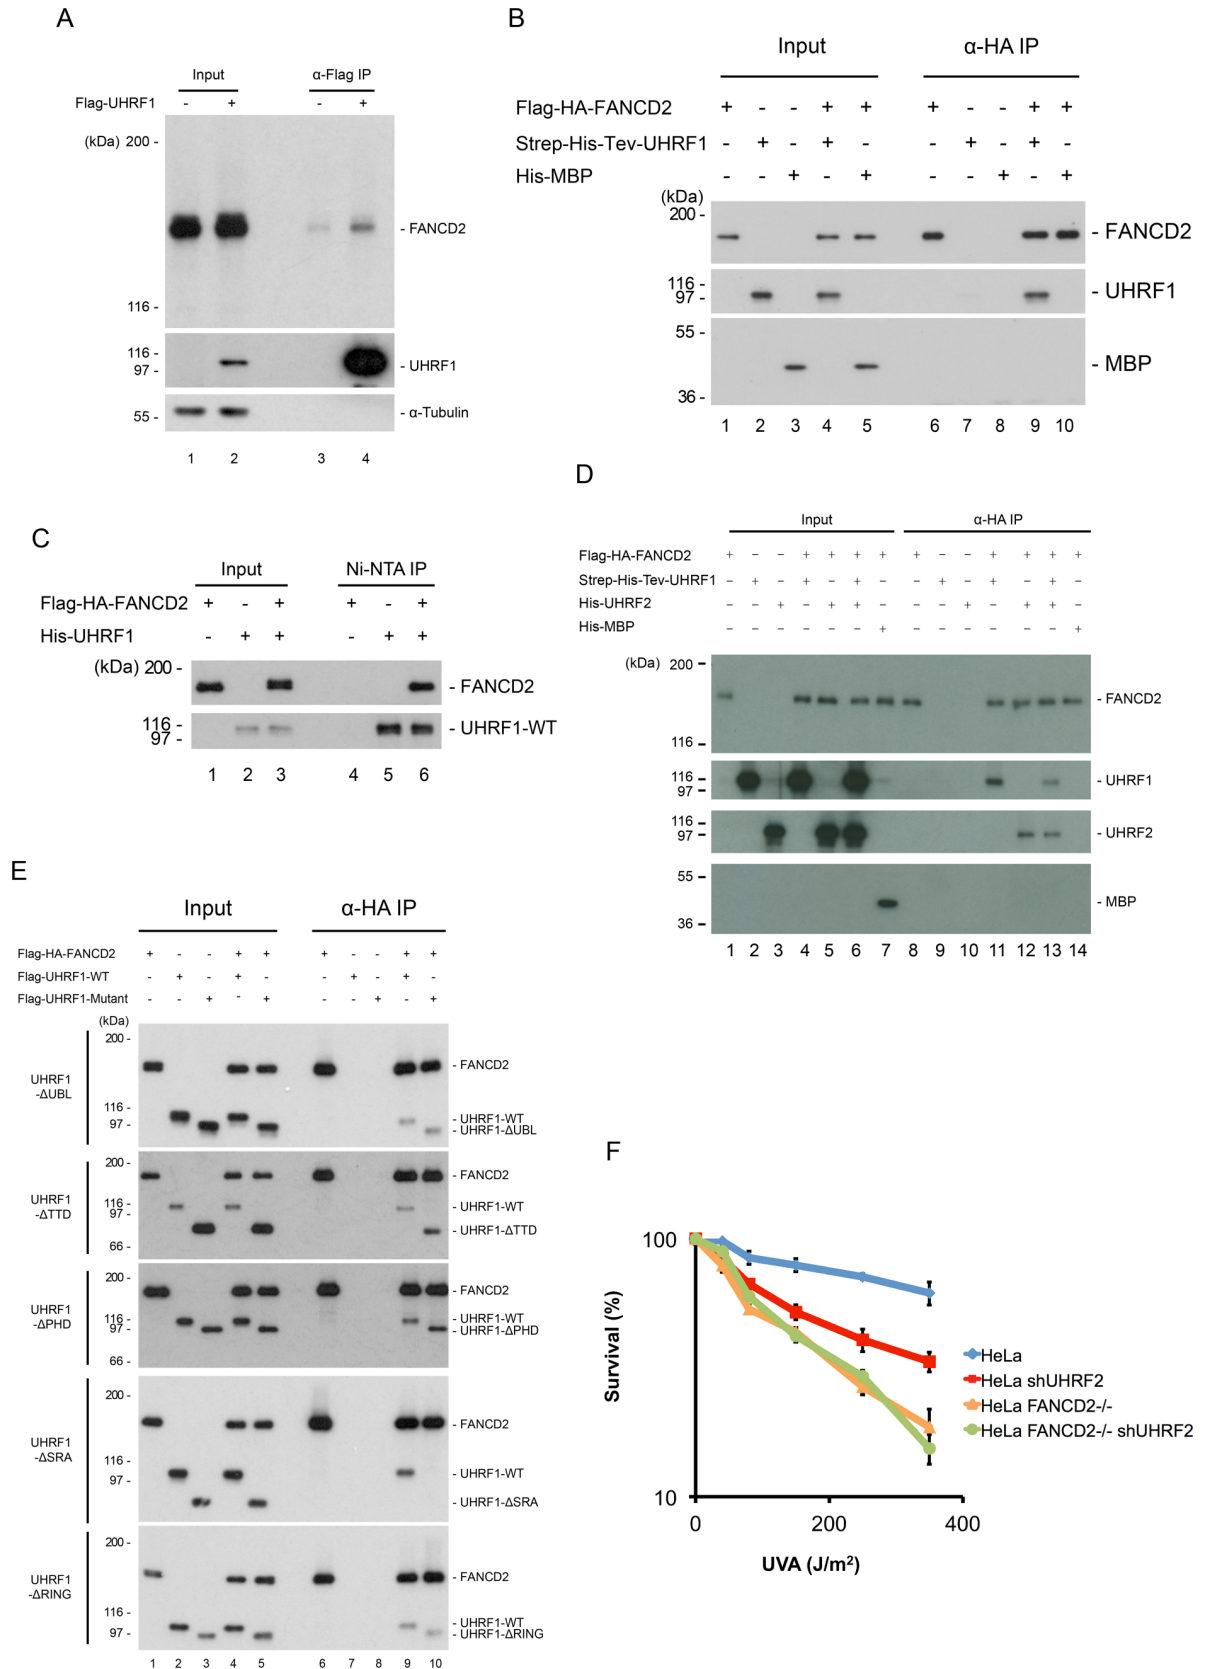 A
Input α-Flag IP
Flag-UHRF1 - + - +
(kDa) 200 -
- FANCD2
116 -
116 -
97 -
- UHRF1
55 -
- α-Tubulin
1 2 3 4
B
Input α-HA IP
Flag-HA-FANCD2 + - - + + + - - + +
Strep-His-Tev-UHRF1 - + - + - - + - + -
His-MBP - - + - + - - + - +
(kDa)
200 -
- FANCD2
116 -
97 -
- UHRF1
55 -
- MBP
36 -
1 2 3 4 5 6 7 8 9 10
C
Input Ni-NTA IP
Flag-HA-FANCD2 + - + + - +
His-UHRF1 - + + - + +
(kDa) 200 -
- FANCD2
116 -
97 -
- UHRF1-WT
1 2 3 4 5 6
D
Input α-HA IP
Flag-HA-FANCD2 + - - + + + + + - - + + + +
Strep-His-Tev-UHRF1 - + - + - + - - + - + - + -
His-UHRF2 - - + - + + - - - + - + + -
His-MBP - - - - - - + - - - - - - +
(kDa) 200 -
- FANCD2
116 -
116 -
97 -
- UHRF1
116 -
97 -
- UHRF2
55 -
- MBP
36 -
1 2 3 4 5 6 7 8 9 10 11 12 13 14
E
Input α-HA IP
Flag-HA-FANCD2 + - - + + + - - + +
Flag-UHRF1-WT - + - + - - + - + -
Flag-UHRF1-Mutant - - + - + - - - - +
(kDa)
200 -
- FANCD2
UHRF1
-ΔUBL
116 -
97 -
- UHRF1-WT
- UHRF1-ΔUBL
200 -
- FANCD2
UHRF1
-ΔTTD
116 -
97 -
- UHRF1-WT
- UHRF1-ΔTTD
66 -
200 -
- FANCD2
UHRF1
-ΔPHD
116 -
97 -
- UHRF1-WT
- UHRF1-ΔPHD
66 -
200 -
- FANCD2
UHRF1
-ΔSRA
116 -
97 -
- UHRF1-WT
- UHRF1-ΔSRA
200 -
- FANCD2
UHRF1
-ΔRING
116 -
97 -
- UHRF1-WT
- UHRF1-ΔRING
1 2 3 4 5 6 7 8 9 10
F
100
10
Survival (%)
0 200 400
UVA (J/m²)
HeLa
HeLa shUHRF2
HeLa FANCD2-/-
HeLa FANCD2-/- shUHRF2